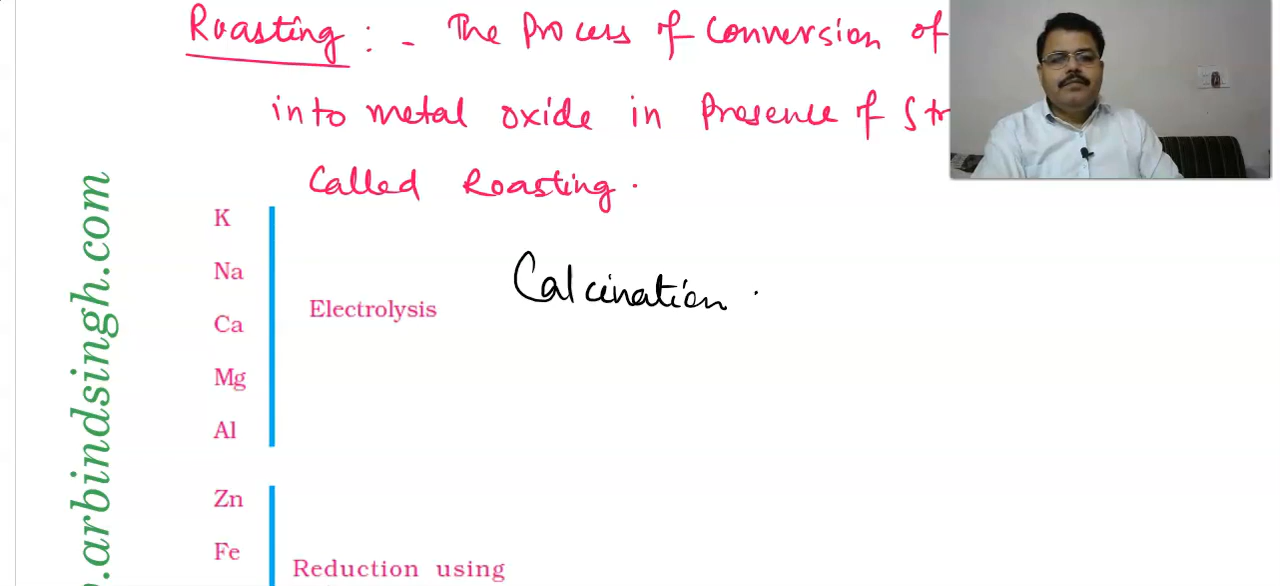 Roasting : - The Process of Conversion of
into metal oxide in Presence of Str
Called Roasting.
K
Na
Electrolysis
Calcination.
Ca
Mg
Al
Zn
Fe
Reduction using
.arbindsingh.com